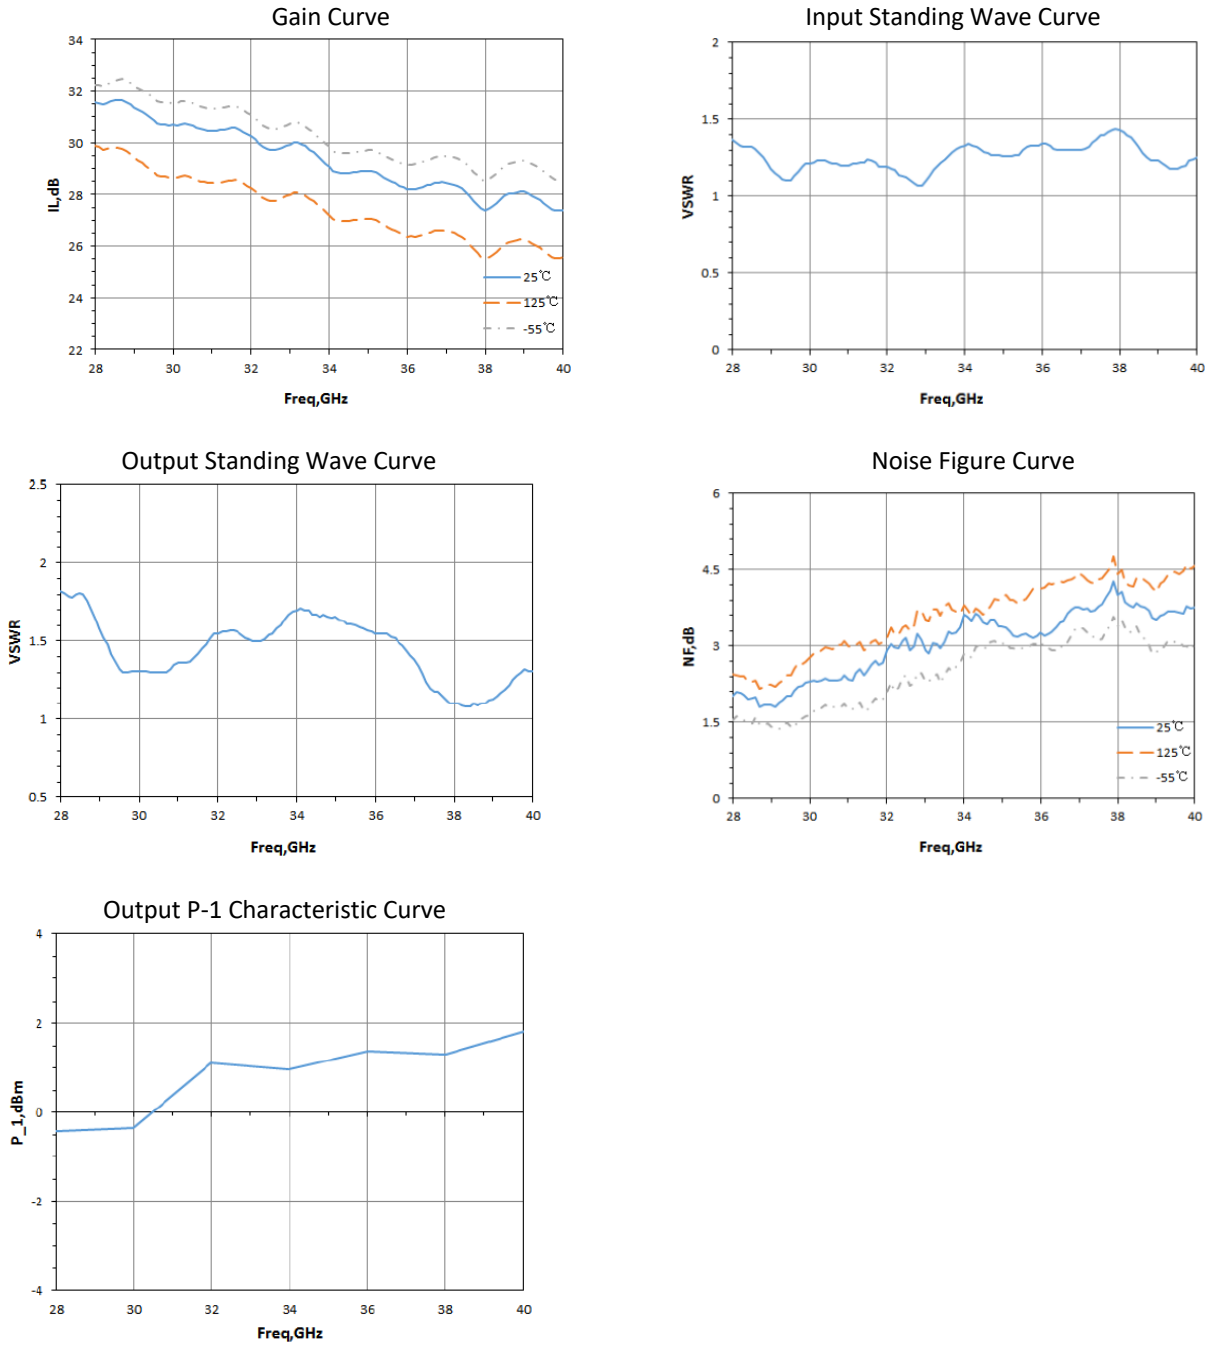 Gain Curve
34
32
30
28
26
24
22
IL,dB
25℃
125℃
-55℃
28 30 32 34 36 38 40
Freq,GHz
Input Standing Wave Curve
2
1.5
1
0.5
0
VSWR
28 30 32 34 36 38 40
Freq,GHz
Output Standing Wave Curve
2.5
2
1.5
1
0.5
VSWR
28 30 32 34 36 38 40
Freq,GHz
Noise Figure Curve
6
4.5
3
1.5
0
NF,dB
25℃
125℃
-55℃
28 30 32 34 36 38 40
Freq,GHz
Output P-1 Characteristic Curve
4
2
0
-2
-4
P_1,dBm
28 30 32 34 36 38 40
Freq,GHz